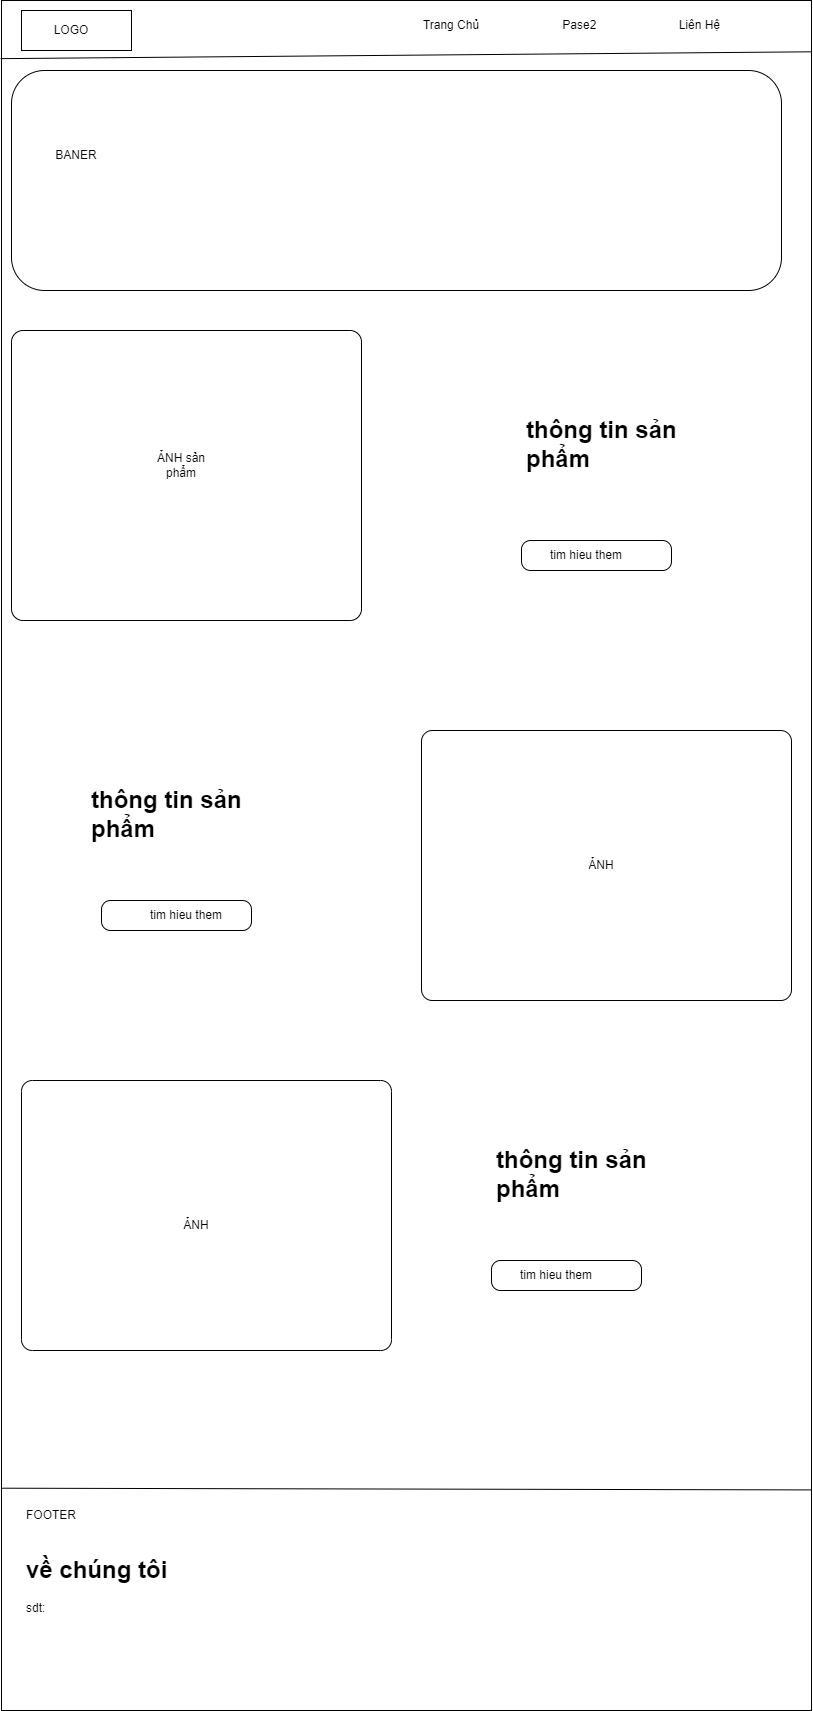 LOGO
Trang Chủ
Pase2
Liên Hệ
BANER
ẢNH sản
phẩm
thông tin sản
phẩm
tim hieu them
thông tin sản
phẩm
tim hieu them
ẢNH
ẢNH
thông tin sản
phẩm
tim hieu them
FOOTER
về chúng tôi
sdt: